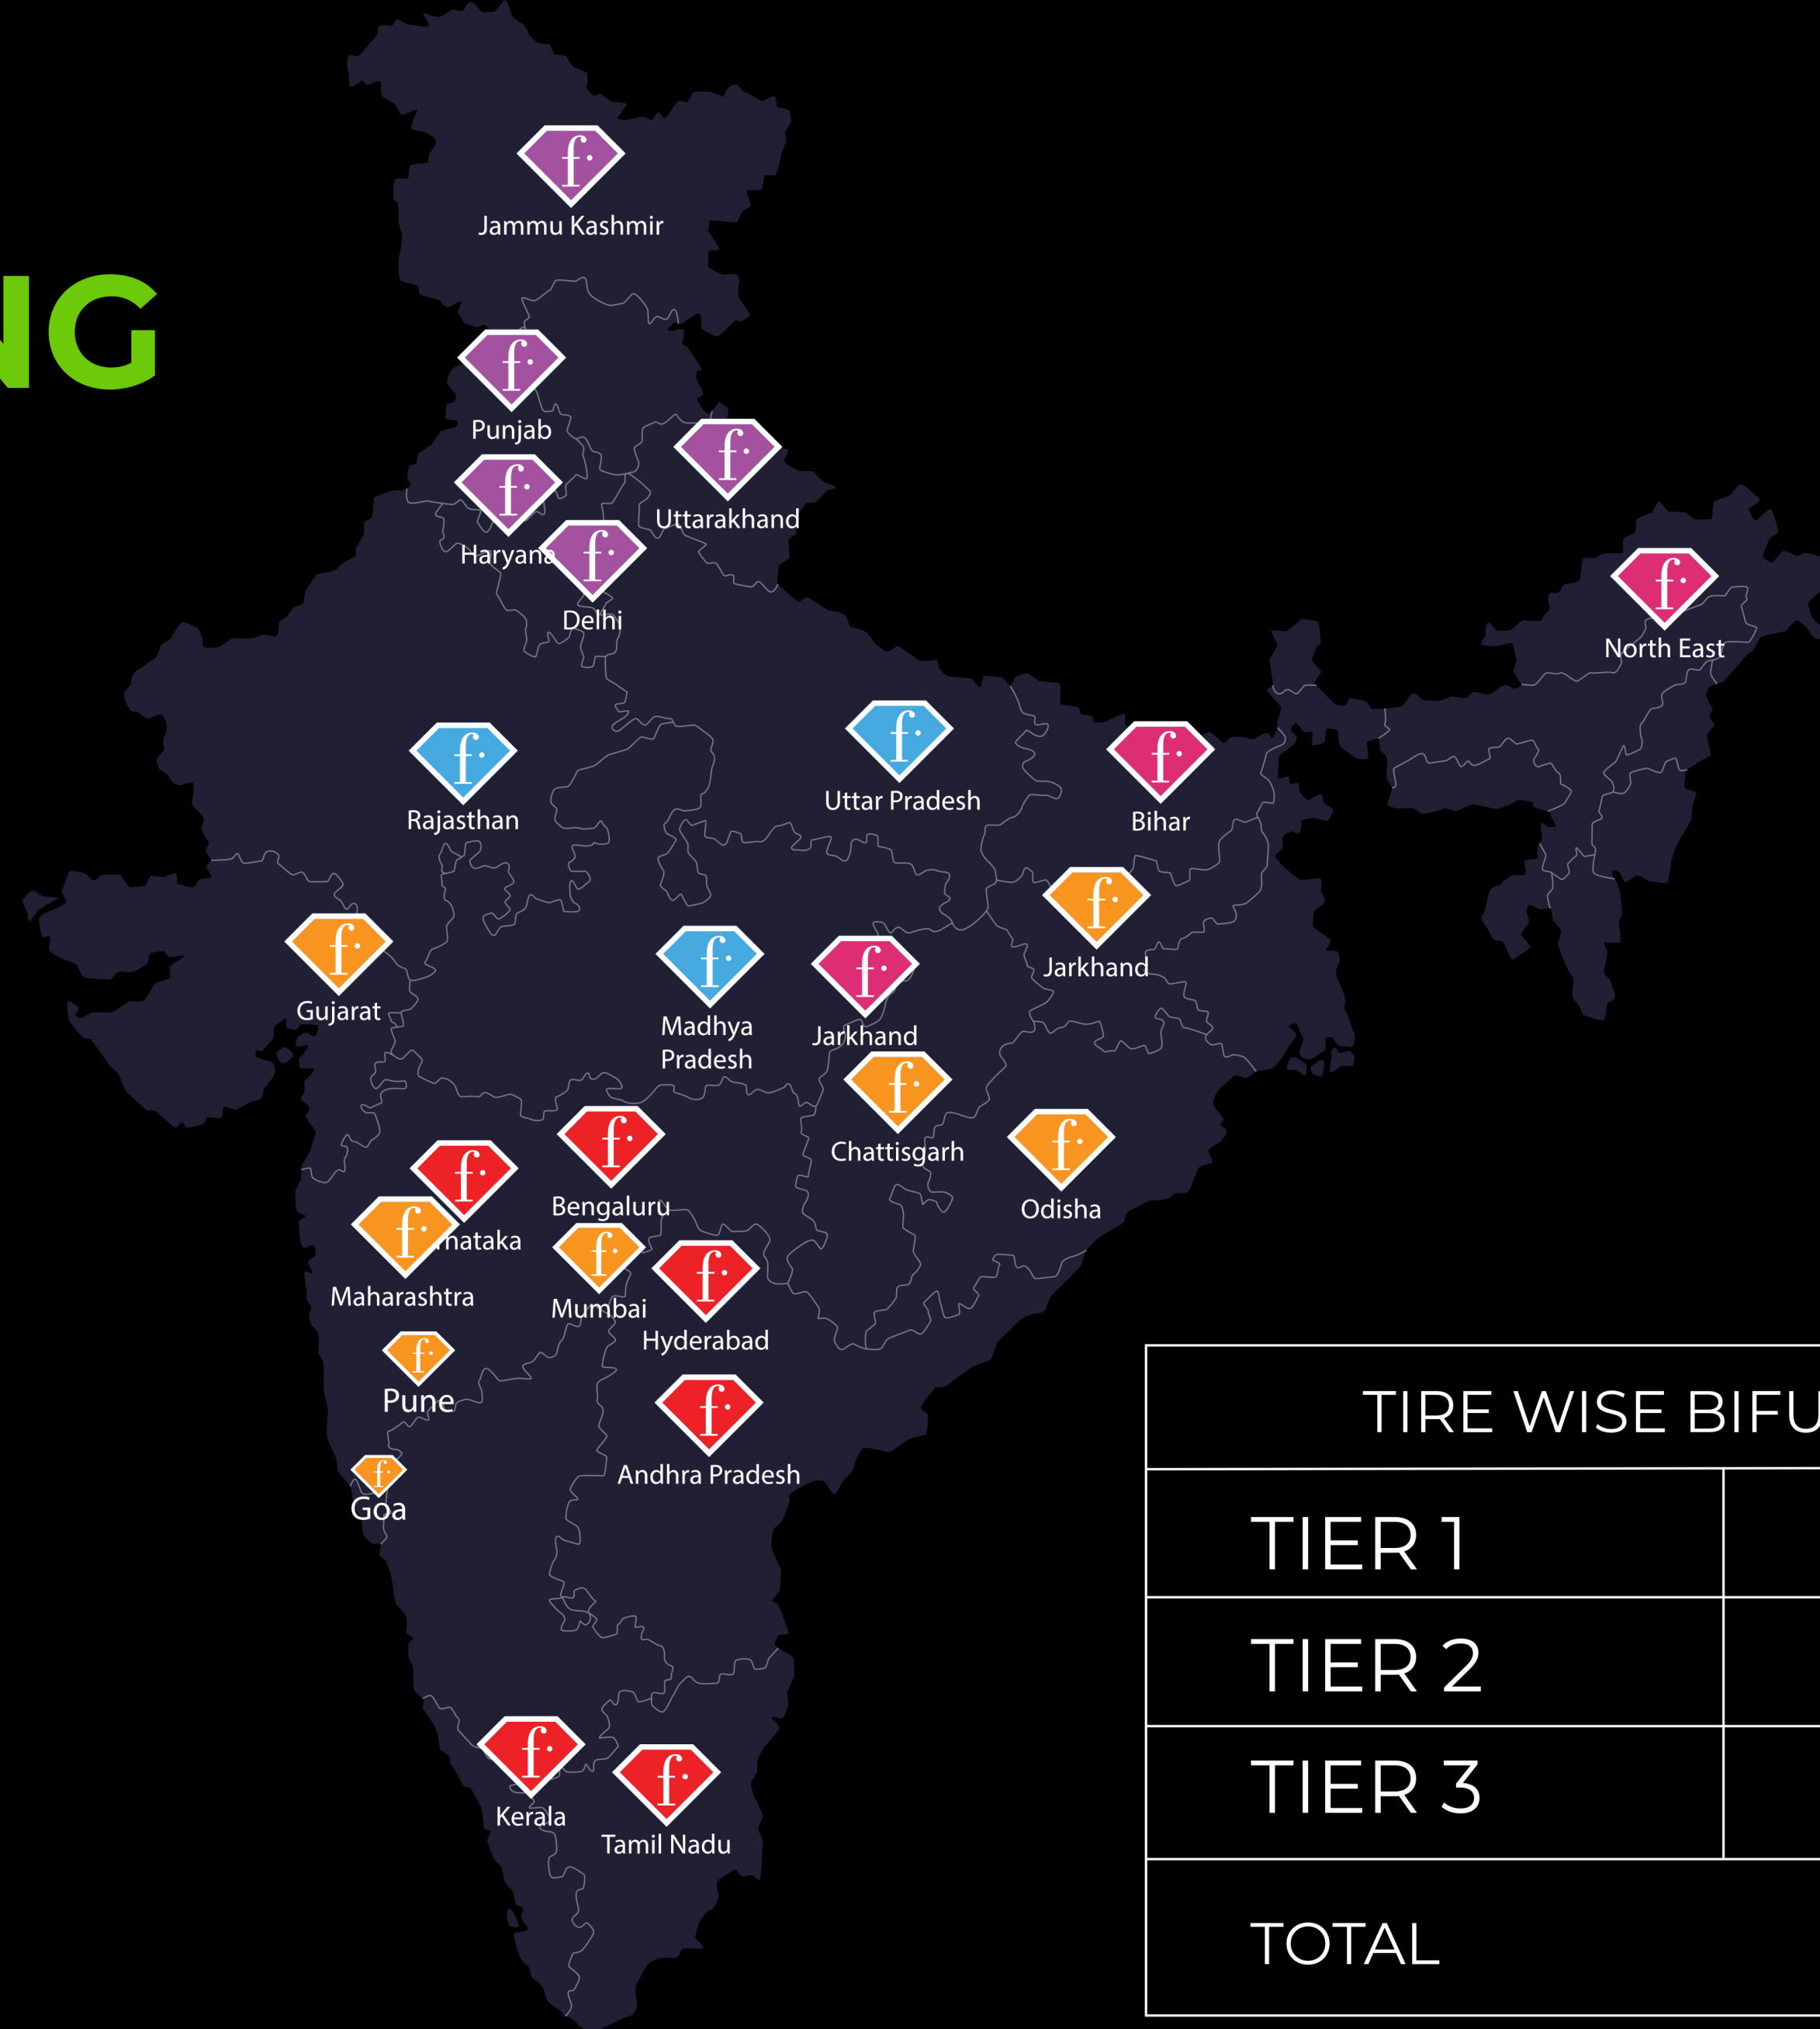 NG
Jammu Kashmir
Punjab
Uttarakhand
Haryana
Delhi
North East
Rajasthan
Uttar Pradesh
Bihar
Jarkhand
Gujarat
Madhya
Pradesh
Jarkhand
Chattisgarh
Odisha
Bengaluru
nataka
Maharashtra
Mumbai
Hyderabad
Pune
Andhra Pradesh
Goa
Kerala
Tamil Nadu
TIRE WISE BIFU
TIER 1
TIER 2
TIER 3
TOTAL